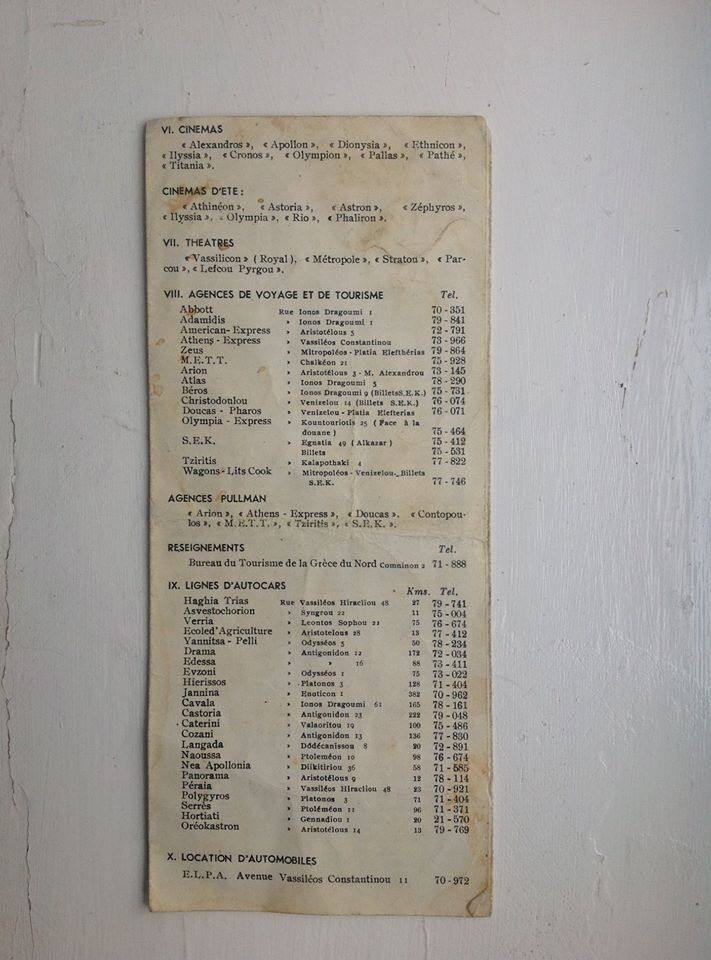 VI. CINEMAS
« Alexandros », « Apollon », « Dionysia », « Ethnicon »,
« Ilyssia », « Cronos », « Olympion », « Pallas », « Pathé »,
« Titania ».
CINEMAS D'ETE :
« Athinéon », « Astoria », « Astron », « Zéphyros »,
« Ilyssia », « Olympia », « Rio », « Phaliron ».
VII. THEATRES
« Vassilicon » ( Royal ), « Métropole », « Straton », « Par-
cou », « Lefcou Pyrgou ».
VIII. AGENCES DE VOYAGE ET DE TOURISME Tel.
Abbott Rue Ionos Dragoumi 1 70 - 351
Adamidis » Ionos Dragoumi 1 79 - 841
American - Express » Aristotélous 5 72 - 791
Athens - Express » Vassiléos Constantinou 73 - 966
Zeus » Mitropoléos - Platia Elefthérias 79 - 864
M.E.T.T. » Chalkéon 21 75 - 928
Arion » Aristotélous 3 - M. Alexandrou 73 - 145
Atlas » Ionos Dragoumi 5 78 - 290
Béros » Ionos Dragoumi 9 (Billets S.E.K.) 75 - 731
Christodoulou » Venizelou 14 (Billets S.E.K.) 76 - 074
Doucas - Pharos » Venizelou - Platia Elefterias 76 - 071
Olympia - Express » Kountouriotis 25 ( Face à la
douane ) 75 - 464
S.E.K. » Egnatia 49 ( Alkazar ) 75 - 412
Billets 75 - 531
Tziritis » Kalapothaki 4 77 - 822
Wagons - Lits Cook » Mitropoléos - Venizelou - Billets
S.E.K. 77 - 746
AGENCES PULLMAN
« Arion », « Athens - Express », « Doucas». « Contopou-
los », « M.E.T.T. », « Tziritis », « S.E.K. ».
RESEIGNEMENTS Tel.
Bureau du Tourisme de la Grèce du Nord Comninon 2 71 - 888
IX. LIGNES D'AUTOCARS Kms. Tel.
Haghia Trias Rue Vassiléos Hiracliou 48 27 79 - 741
Asvestochorion » Syngrou 22 11 75 - 004
Verria » Leontos Sophou 22 75 76 - 674
Ecoled'Agriculture » Aristotelous 28 13 77 - 412
Yannitsa - Pelli » Odysséos 5 50 78 - 234
Drama » Antigonidon 12 172 72 - 034
Edessa » » 16 88 73 - 411
Evzoni » Odysséos 1 75 73 - 022
Hierissos » Platonos 3 128 71 - 404
Jannina » Enoticon 1 382 70 - 962
Cavala » Ionos Dragoumi 61 165 78 - 161
Castoria » Antigonidon 23 222 79 - 048
Caterini » Valaoritou 19 100 75 - 486
Cozani » Antigonidon 13 136 77 - 830
Langada » Dôdécanissou 8 20 72 - 891
Naoussa » Ptoleméon 10 98 76 - 674
Nea Apollonia » Diikitiriou 36 58 71 - 585
Panorama » Aristotélous 9 12 78 - 114
Péraia » Vassiléos Hiracliou 48 23 70 - 921
Polygyros » Platonos 3 71 71 - 404
Serrès » Ptoléméon 11 96 71 - 371
Hortiati » Gennadiou 1 20 21 - 570
Oréokastron » Aristotélous 14 13 79 - 769
X. LOCATION D'AUTOMOBILES
E.L.P.A. Avenue Vassiléos Constantinou 11 70 - 972